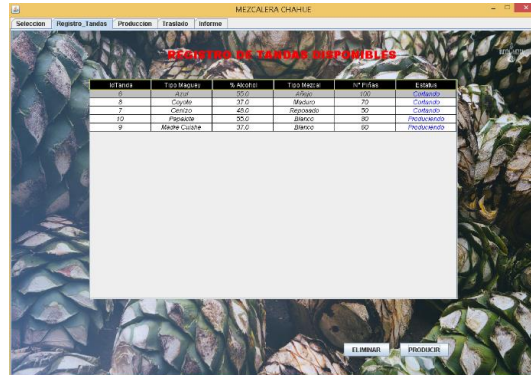 MEZCALERA CHAHUE
Seleccion Registro_Tandas Produccion Traslado Informe
REGISTRO DE TANDAS DISPONIBLES
IdTanda Tipo Maguey % Alcohol Tipo Mezcal N° Piñas Estatus
6 Azul 55.0 Añejo 100 Cortando
8 Coyote 37.0 Maduro 70 Cortando
7 Cenizo 48.0 Reposado 50 Cortando
10 Papalote 55.0 Blanco 80 Produciendo
9 Madre Cuishe 37.0 Blanco 60 Produciendo
ELIMINAR PRODUCIR